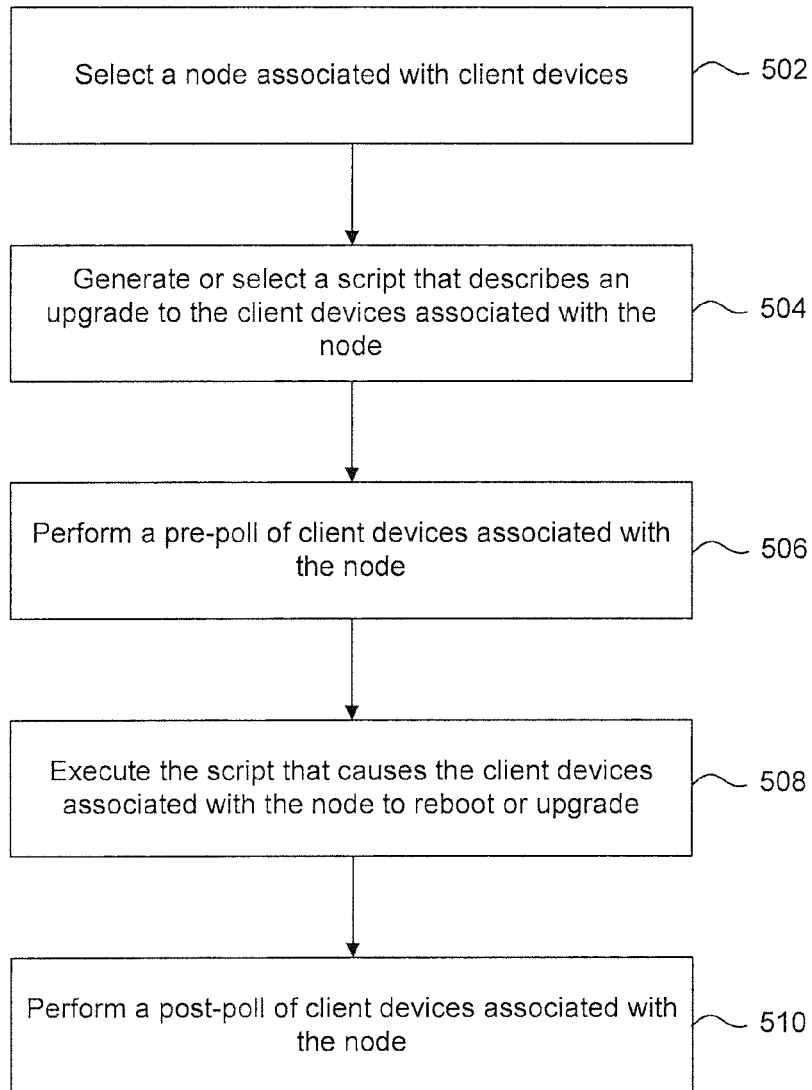 Select a node associated with client devices
502
Generate or select a script that describes an
upgrade to the client devices associated with the
node
504
Perform a pre-poll of client devices associated with
the node
506
Execute the script that causes the client devices
associated with the node to reboot or upgrade
508
Perform a post-poll of client devices associated with
the node
510